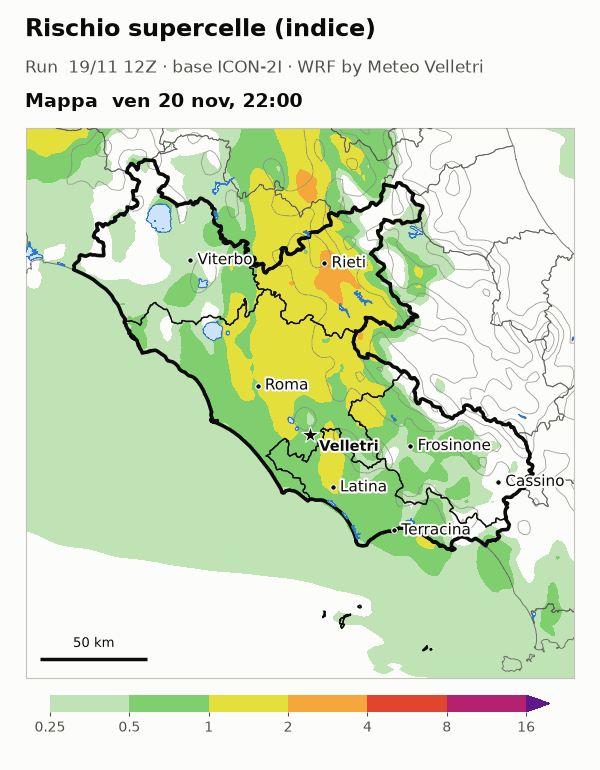 Rischio supercelle (indice)
Run  19/11 12Z · base ICON-2I · WRF by Meteo Velletri
Mappa  ven 20 nov, 22:00
Viterbo
Rieti
Roma
Velletri
Frosinone
Latina
Cassino
Terracina
50 km
0.25 0.5 1 2 4 8 16